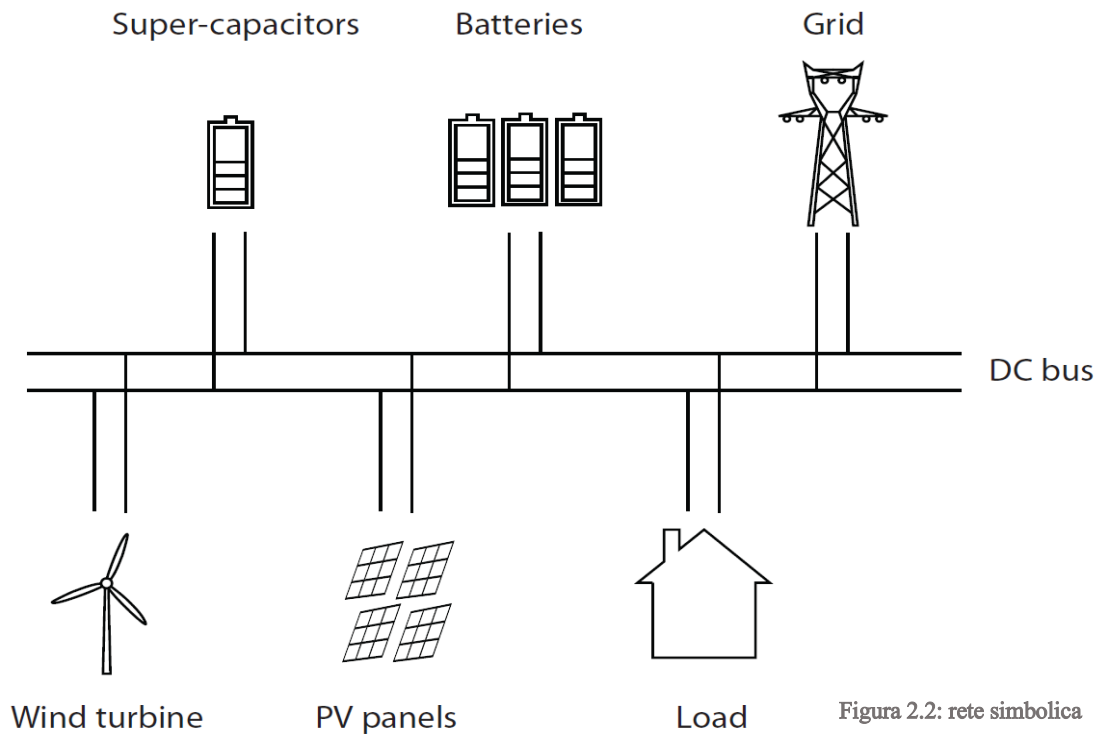 Super-capacitors
Batteries
Grid
DC bus
Wind turbine
PV panels
Load
Figura 2.2: rete simbolica